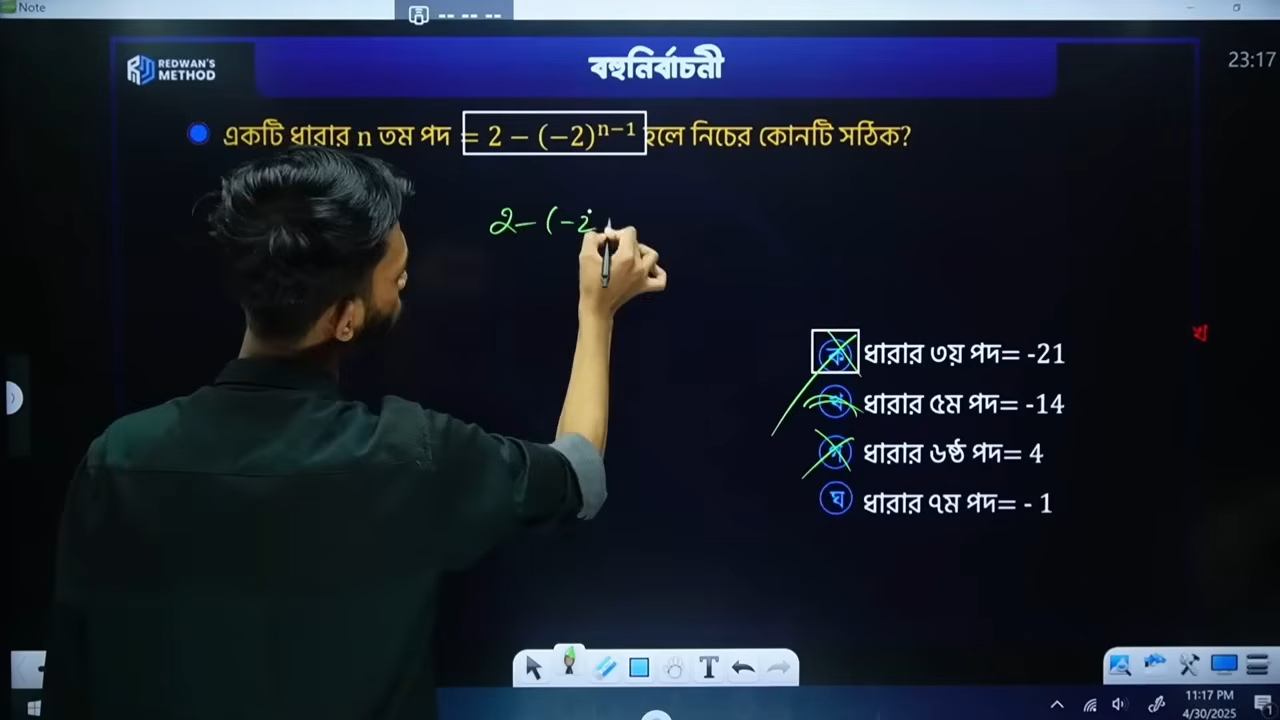 Note
REDWAN'S
METHOD
বহুনির্বাচনী
23:17
একটি ধারার n তম পদ = 2 − (−2)ⁿ⁻¹ হলে নিচের কোনটি সঠিক?
2 − (−2
ক ধারার ৩য় পদ= -21
খ
খ ধারার ৫ম পদ= -14
গ ধারার ৬ষ্ঠ পদ= 4
ঘ ধারার ৭ম পদ= - 1
T
11:17 PM
4/30/2025